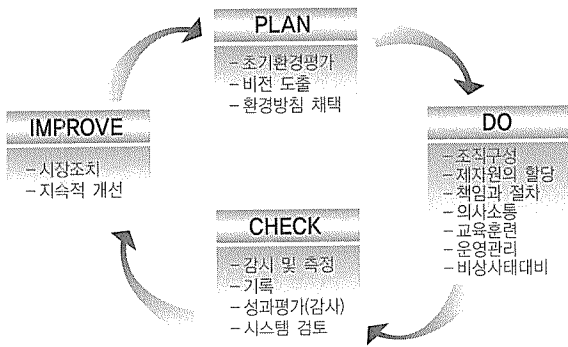 PLAN
– 초기환경평가
– 비전 도출
– 환경방침 채택
DO
– 조직구성
– 제자원의 할당
– 책임과 절차
– 의사소통
– 교육훈련
– 운영관리
– 비상사태대비
CHECK
– 감시 및 측정
– 기록
– 성과평가(감사)
– 시스템 검토
IMPROVE
– 시장조치
– 지속적 개선